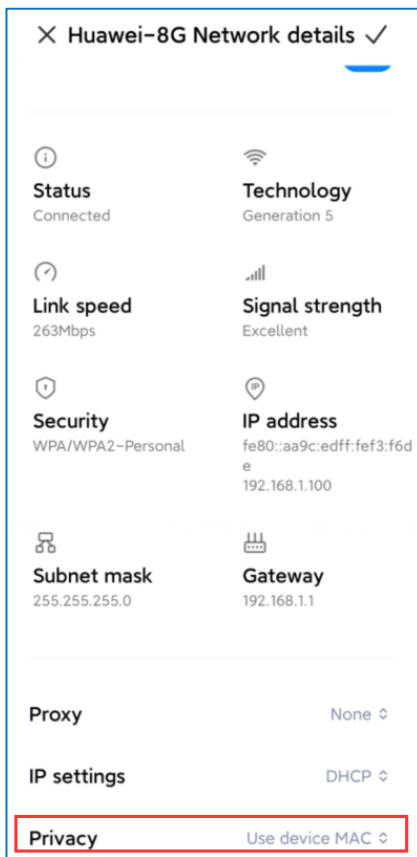 Huawei-8G Network details
Status
Technology
Connected
Generation 5
Link speed
Signal strength
263Mbps
Excellent
Security
IP
IP address
WPA/WPA2-Personal
fe80::aa9c:edff:fef3:f6d
e
192.168.1.100
Subnet mask
Gateway
255.255.255.0
192.168.1.1
Proxy
None
IP settings
DHCP
Privacy
Use device MAC